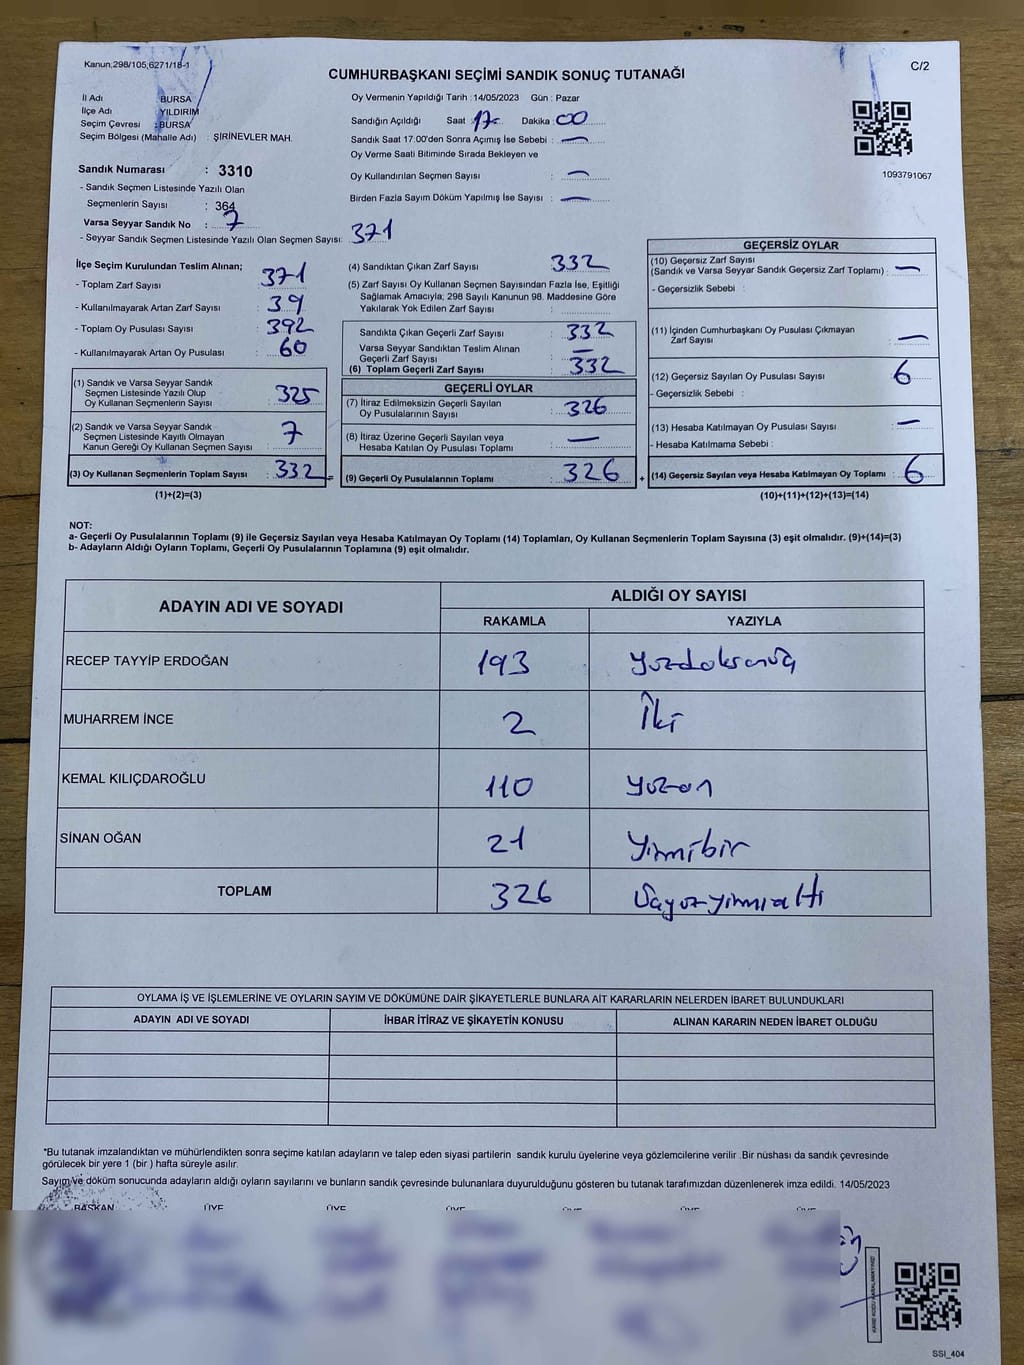 Kanun;298/105,6271/18-1
C/2
CUMHURBAŞKANI SEÇİMİ SANDIK SONUÇ TUTANAĞI
İl Adı : BURSA
İlçe Adı : YILDIRIM
Seçim Çevresi : BURSA
Seçim Bölgesi (Mahalle Adı) : ŞİRİNEVLER MAH.
Oy Vermenin Yapıldığı Tarih : 14/05/2023 Gün : Pazar
Sandığın Açıldığı Saat : 17 Dakika : 00
Sandık Saat 17:00'den Sonra Açımış İse Sebebi : —
Oy Verme Saati Bitiminde Sırada Bekleyen ve
Oy Kullandırılan Seçmen Sayısı : —
Birden Fazla Sayım Döküm Yapılmış İse Sayısı : —
1093791067
Sandık Numarası : 3310
- Sandık Seçmen Listesinde Yazılı Olan
Seçmenlerin Sayısı : 364
Varsa Seyyar Sandık No : 7
- Seyyar Sandık Seçmen Listesinde Yazılı Olan Seçmen Sayısı: 371
İlçe Seçim Kurulundan Teslim Alınan;
- Toplam Zarf Sayısı : 371
- Kullanılmayarak Artan Zarf Sayısı : 39
- Toplam Oy Pusulası Sayısı : 392
- Kullanılmayarak Artan Oy Pusulası : 60
(1) Sandık ve Varsa Seyyar Sandık
Seçmen Listesinde Yazılı Olup
Oy Kullanan Seçmenlerin Sayısı : 325
(2) Sandık ve Varsa Seyyar Sandık
Seçmen Listesinde Kayıtlı Olmayan
Kanun Gereği Oy Kullanan Seçmen Sayısı : 7
(3) Oy Kullanan Seçmenlerin Toplam Sayısı : 332 =
(1)+(2)=(3)
(4) Sandıktan Çıkan Zarf Sayısı : 332
(5) Zarf Sayısı Oy Kullanan Seçmen Sayısından Fazla İse, Eşitliği
Sağlamak Amacıyla; 298 Sayılı Kanunun 98. Maddesine Göre
Yakılarak Yok Edilen Zarf Sayısı :
Sandıkta Çıkan Geçerli Zarf Sayısı : 332
Varsa Seyyar Sandıktan Teslim Alınan
Geçerli Zarf Sayısı : —
(6) Toplam Geçerli Zarf Sayısı : 332
GEÇERLİ OYLAR
(7) İtiraz Edilmeksizin Geçerli Sayılan
Oy Pusulalarının Sayısı : 326
(8) İtiraz Üzerine Geçerli Sayılan veya
Hesaba Katılan Oy Pusulası Toplamı : —
(9) Geçerli Oy Pusulalarının Toplamı : 326 +
GEÇERSİZ OYLAR
(10) Geçersiz Zarf Sayısı
(Sandık ve Varsa Seyyar Sandık Geçersiz Zarf Toplamı) : —
- Geçersizlik Sebebi :
(11) İçinden Cumhurbaşkanı Oy Pusulası Çıkmayan
Zarf Sayısı : —
(12) Geçersiz Sayılan Oy Pusulası Sayısı : 6
- Geçersizlik Sebebi :
(13) Hesaba Katılmayan Oy Pusulası Sayısı : —
- Hesaba Katılmama Sebebi :
(14) Geçersiz Sayılan veya Hesaba Katılmayan Oy Toplamı : 6
(10)+(11)+(12)+(13)=(14)
NOT:
a- Geçerli Oy Pusulalarının Toplamı (9) ile Geçersiz Sayılan veya Hesaba Katılmayan Oy Toplamı (14) Toplamları, Oy Kullanan Seçmenlerin Toplam Sayısına (3) eşit olmalıdır. (9)+(14)=(3)
b- Adayların Aldığı Oyların Toplamı, Geçerli Oy Pusulalarının Toplamına (9) eşit olmalıdır.
ADAYIN ADI VE SOYADI
ALDIĞI OY SAYISI
RAKAMLA YAZIYLA
RECEP TAYYİP ERDOĞAN 193 yüzdoksanüç
MUHARREM İNCE 2 İki
KEMAL KILIÇDAROĞLU 110 yüzon
SİNAN OĞAN 21 Yirmibir
TOPLAM 326 Üçyüzyirmialtı
OYLAMA İŞ VE İŞLEMLERİNE VE OYLARIN SAYIM VE DÖKÜMÜNE DAİR ŞİKAYETLERLE BUNLARA AİT KARARLARIN NELERDEN İBARET BULUNDUKLARI
ADAYIN ADI VE SOYADI İHBAR İTİRAZ VE ŞİKAYETİN KONUSU ALINAN KARARIN NEDEN İBARET OLDUĞU
*Bu tutanak imzalandıktan ve mühürlendikten sonra seçime katılan adayların ve talep eden siyasi partilerin sandık kurulu üyelerine veya gözlemcilerine verilir .Bir nüshası da sandık çevresinde
görülecek bir yere 1 (bir ) hafta süreyle asılır.
Sayım ve döküm sonucunda adayların aldığı oyların sayılarını ve bunların sandık çevresinde bulunanlara duyurulduğunu gösteren bu tutanak tarafımızdan düzenlenerek imza edildi. 14/05/2023
BAŞKAN ÜYE ÜYE ÜYE ÜYE ÜYE
SSI_404